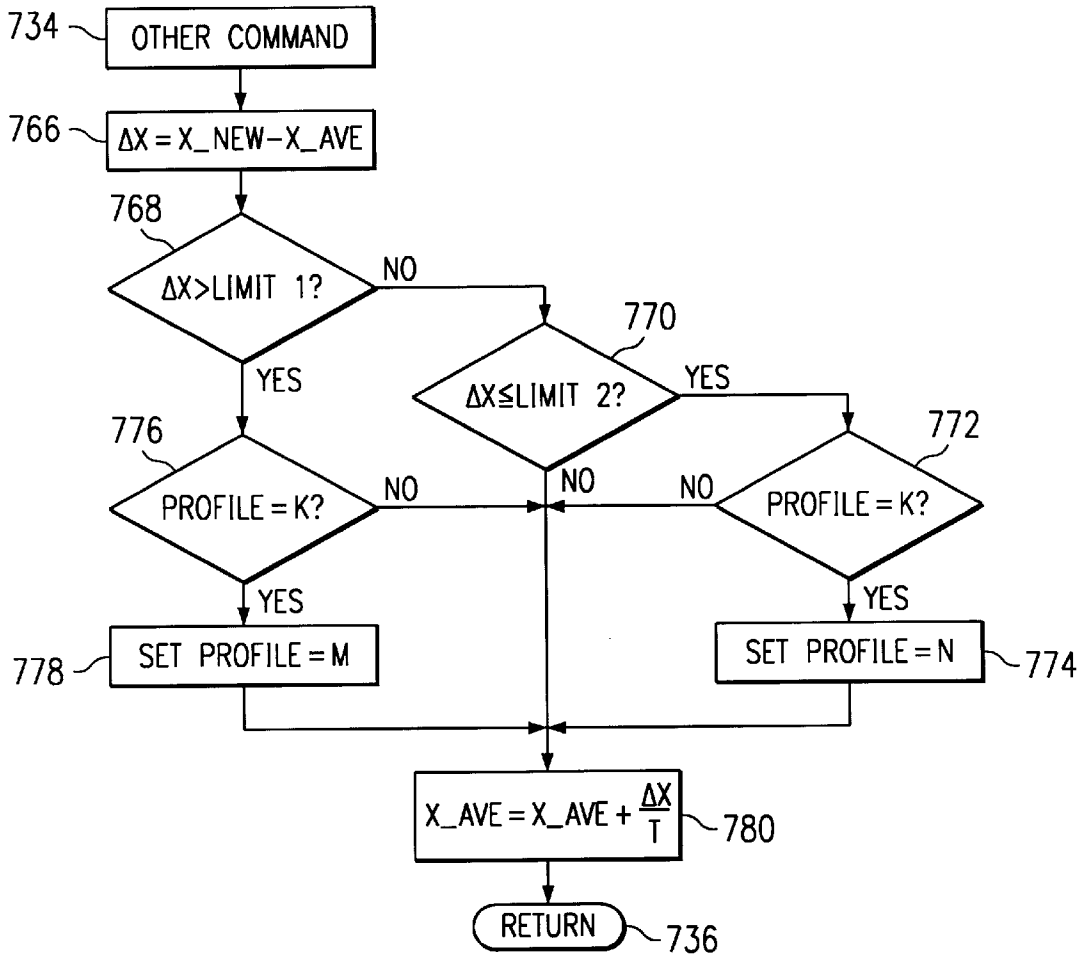 734
OTHER COMMAND
766
ΔX = X_NEW-X_AVE
768
ΔX>LIMIT 1?
NO
YES
770
ΔX≦LIMIT 2?
YES
NO
776
PROFILE = K?
NO
YES
772
PROFILE = K?
NO
YES
778
SET PROFILE = M
SET PROFILE = N
774
X_AVE = X_AVE + ΔX/T
780
RETURN
736